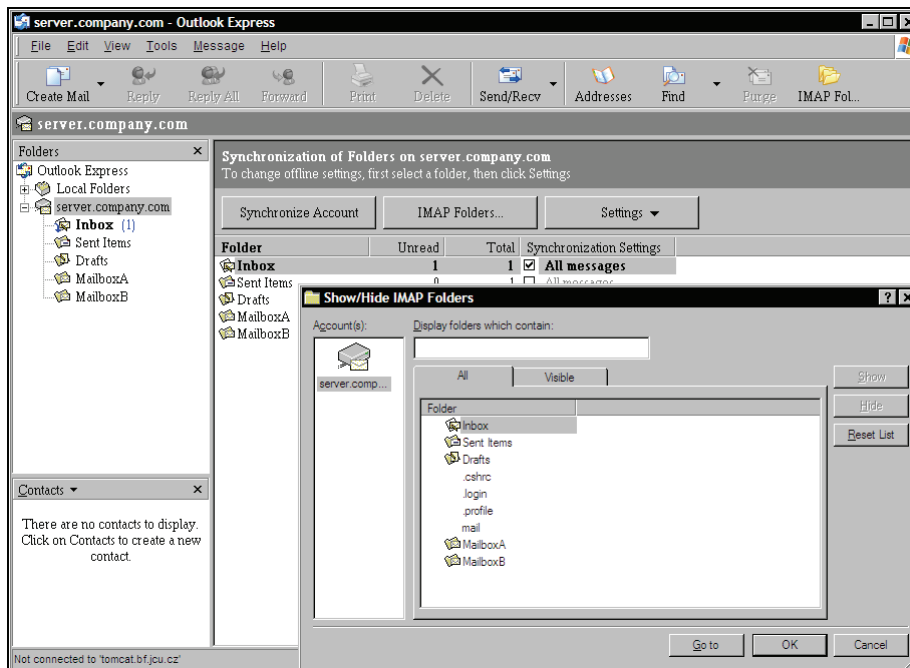 server.company.com - Outlook Express
File Edit View Tools Message Help
Create Mail Reply Reply All Forward Print Delete Send/Recv Addresses Find Purge IMAP Fol...
server.company.com
Folders
Outlook Express
Local Folders
server.company.com
Inbox (1)
Sent Items
Drafts
MailboxA
MailboxB
Synchronization of Folders on server.company.com
To change offline settings, first select a folder, then click Settings
Synchronize Account IMAP Folders... Settings
Folder Unread Total Synchronization Settings
Inbox 1 1 All messages
Sent Items 0 1 All messages
Drafts
MailboxA
MailboxB
Show/Hide IMAP Folders
Account(s):
server.comp...
Display folders which contain:
All Visible
Folder
Inbox
Sent Items
Drafts
.cshrc
.login
.profile
mail
MailboxA
MailboxB
Show
Hide
Reset List
Go to OK Cancel
Contacts
There are no contacts to display.
Click on Contacts to create a new
contact.
Not connected to 'tomcat.bf.jcu.cz'